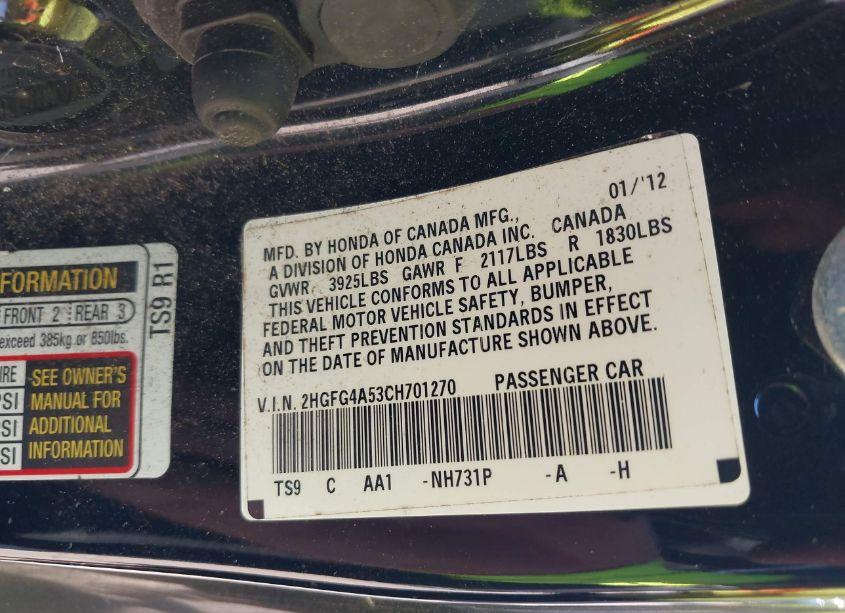 FORMATION
FRONT 2 REAR 3
exceed 385kg or 850lbs.
SEE OWNER'S
MANUAL FOR
ADDITIONAL
INFORMATION
PSI
SI
TS9 R1
01/'12
MFD. BY HONDA OF CANADA MFG.,
A DIVISION OF HONDA CANADA INC. CANADA
GVWR 3925LBS GAWR F 2117LBS R 1830LBS
THIS VEHICLE CONFORMS TO ALL APPLICABLE
FEDERAL MOTOR VEHICLE SAFETY, BUMPER,
AND THEFT PREVENTION STANDARDS IN EFFECT
ON THE DATE OF MANUFACTURE SHOWN ABOVE.
V.I.N. 2HGFG4A53CH701270 PASSENGER CAR
TS9 C AA1 -NH731P -A -H